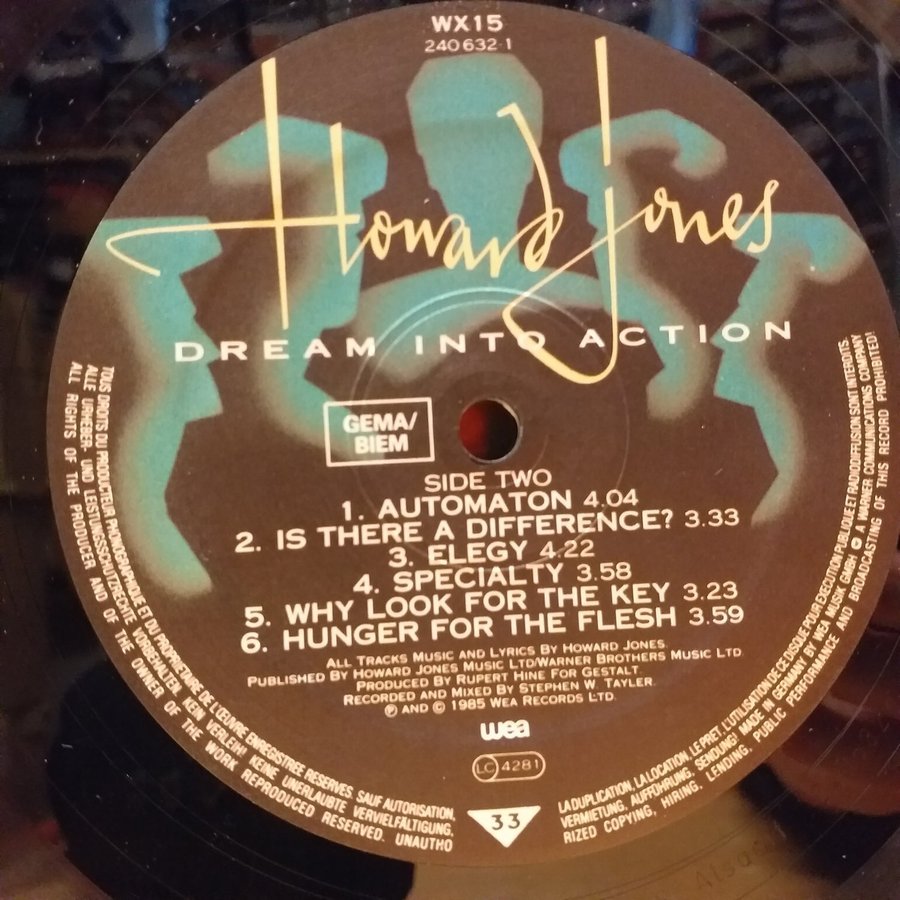 WX15
240 632-1
Howard Jones
DREAM INTO ACTION
GEMA/
BIEM
SIDE TWO
1. AUTOMATON 4.04
2. IS THERE A DIFFERENCE? 3.33
3. ELEGY 4.22
4. SPECIALTY 3.58
5. WHY LOOK FOR THE KEY 3.23
6. HUNGER FOR THE FLESH 3.59
ALL TRACKS MUSIC AND LYRICS BY HOWARD JONES.
PUBLISHED BY HOWARD JONES MUSIC LTD/WARNER BROTHERS MUSIC LTD.
PRODUCED BY RUPERT HINE FOR GESTALT.
RECORDED AND MIXED BY STEPHEN W. TAYLER.
℗ AND © 1985 WEA RECORDS LTD.
wea
LC 4281
33
TOUS DROITS DU PRODUCTEUR PHONOGRAPHIQUE ET DU PROPRIETAIRE DE L'ŒUVRE ENREGISTREE RESERVES. SAUF AUTORISATION,
ALLE URHEBER- UND LEISTUNGSSCHUTZRECHTE VORBEHALTEN. KEIN VERLEIH! KEINE UNERLAUBTE VERVIELFÄLTIGUNG,
ALL RIGHTS OF THE PRODUCER AND OF THE OWNER OF THE WORK REPRODUCED RESERVED. UNAUTHO
LA DUPLICATION, LA LOCATION, LE PRET, L'UTILISATION DE CE DISQUE POUR EXECUTION PUBLIQUE ET RADIODIFFUSION SONT INTERDITS.
VERMIETUNG, AUFFÜHRUNG, SENDUNG! MADE IN GERMANY BY WEA MUSIK GMBH A WARNER COMMUNICATIONS COMPANY
RIZED COPYING, HIRING, LENDING, PUBLIC PERFORMANCE AND BROADCASTING OF THIS RECORD PROHIBITED!